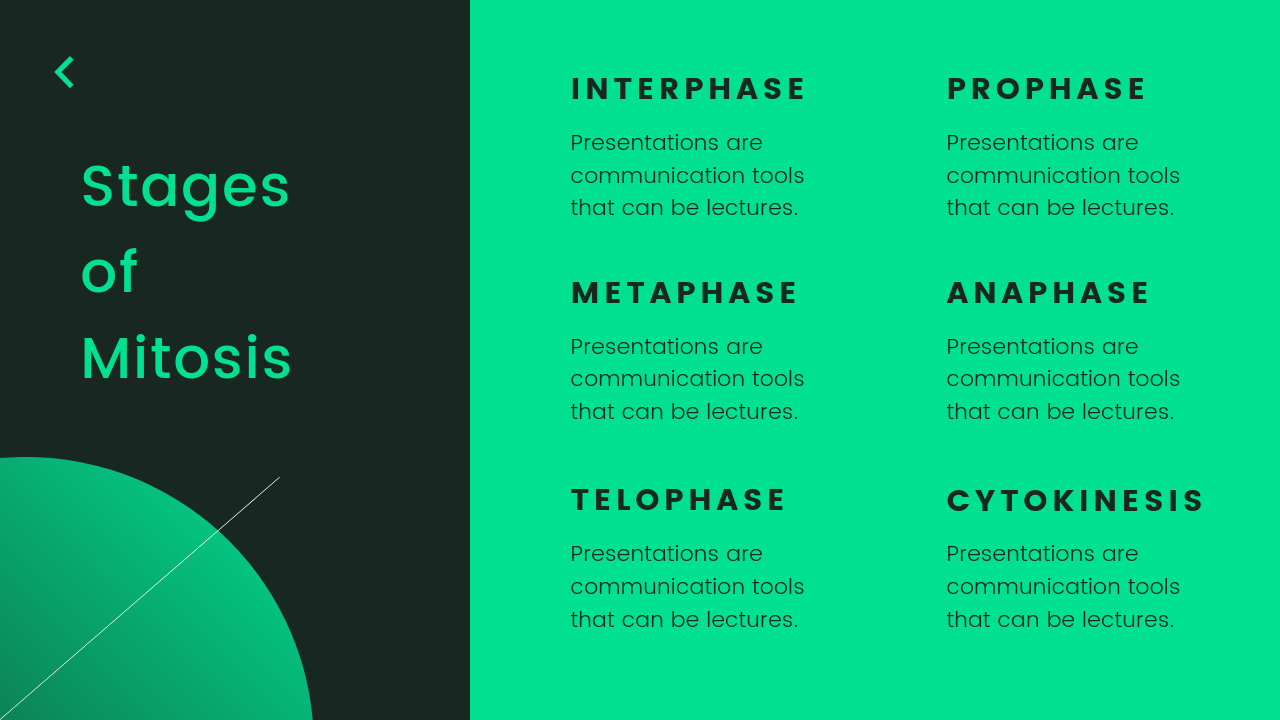 Stages
of
Mitosis
INTERPHASE
Presentations are
communication tools
that can be lectures.
PROPHASE
Presentations are
communication tools
that can be lectures.
METAPHASE
Presentations are
communication tools
that can be lectures.
ANAPHASE
Presentations are
communication tools
that can be lectures.
TELOPHASE
Presentations are
communication tools
that can be lectures.
CYTOKINESIS
Presentations are
communication tools
that can be lectures.